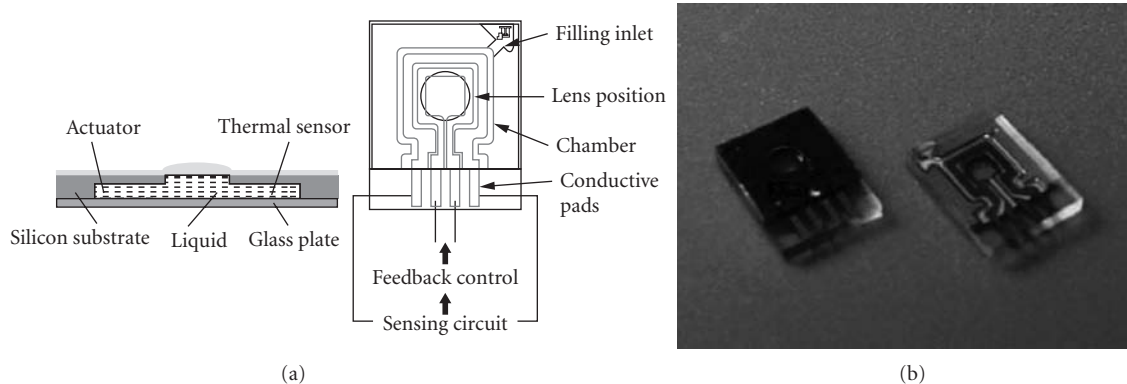 Filling inlet
Lens position
Chamber
Conductive
pads
Actuator
Thermal sensor
Silicon substrate
Liquid
Glass plate
Feedback control
Sensing circuit
(a)
(b)